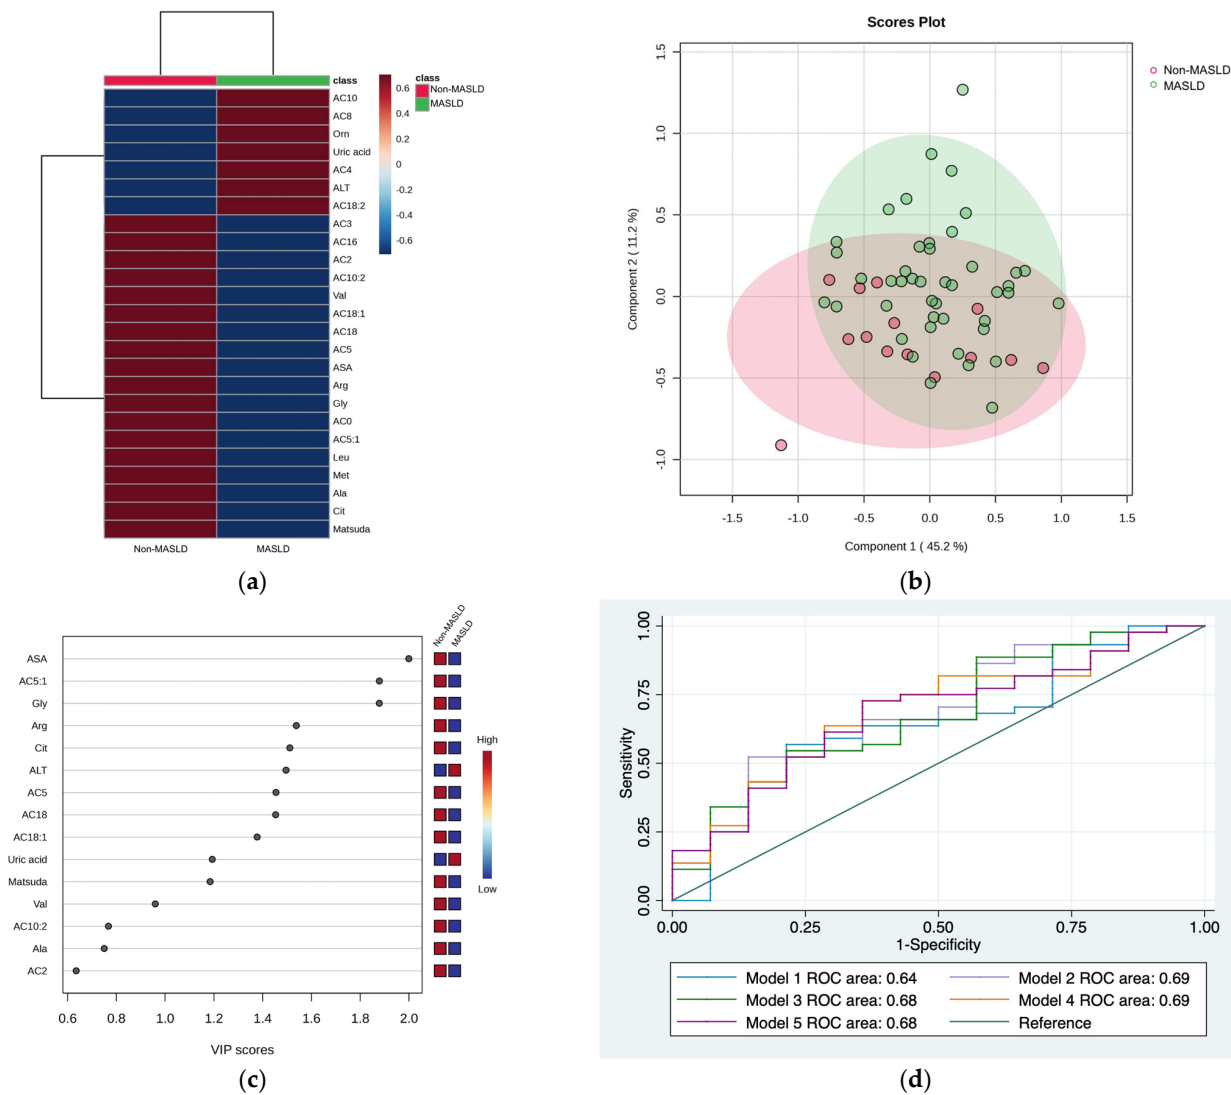 class
AC10
AC8
Orn
Uric acid
AC4
ALT
AC18:2
AC3
AC16
AC2
AC10:2
Val
AC18:1
AC18
AC5
ASA
Arg
Gly
AC0
AC5:1
Leu
Met
Ala
Cit
Matsuda
Non-MASLD MASLD
0.6
0.4
0.2
0
-0.2
-0.4
-0.6
class
Non-MASLD
MASLD
(a)
Scores Plot
Component 2 ( 11.2 %)
1.5
1.0
0.5
0.0
-0.5
-1.0
-1.5 -1.0 -0.5 0.0 0.5 1.0 1.5
Component 1 ( 45.2 %)
Non-MASLD
MASLD
(b)
Non-MASLD
MASLD
ASA
AC5:1
Gly
Arg
Cit
ALT
AC5
AC18
AC18:1
Uric acid
Matsuda
Val
AC10:2
Ala
AC2
0.6 0.8 1.0 1.2 1.4 1.6 1.8 2.0
VIP scores
High
Low
(c)
Sensitivity
1.00
0.75
0.50
0.25
0.00
0.00 0.25 0.50 0.75 1.00
1-Specificity
Model 1 ROC area: 0.64 Model 2 ROC area: 0.69
Model 3 ROC area: 0.68 Model 4 ROC area: 0.69
Model 5 ROC area: 0.68 Reference
(d)